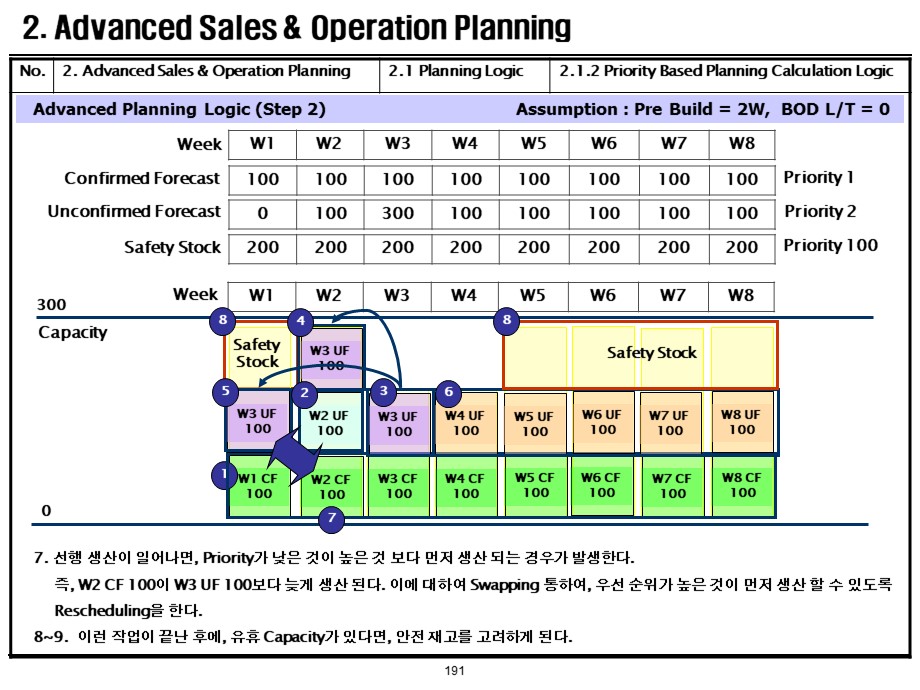 2. Advanced Sales & Operation Planning
No. 2. Advanced Sales & Operation Planning 2.1 Planning Logic 2.1.2 Priority Based Planning Calculation Logic
Advanced Planning Logic (Step 2) Assumption : Pre Build = 2W, BOD L/T = 0
Week W1 W2 W3 W4 W5 W6 W7 W8
Confirmed Forecast 100 100 100 100 100 100 100 100 Priority 1
Unconfirmed Forecast 0 100 300 100 100 100 100 100 Priority 2
Safety Stock 200 200 200 200 200 200 200 200 Priority 100
Week W1 W2 W3 W4 W5 W6 W7 W8
300
Capacity
8 4 8
Safety
Stock
W3 UF
100
Safety Stock
5 2 3 6
W3 UF W2 UF W3 UF W4 UF W5 UF W6 UF W7 UF W8 UF
100 100 100 100 100 100 100 100
1
W1 CF W2 CF W3 CF W4 CF W5 CF W6 CF W7 CF W8 CF
100 100 100 100 100 100 100 100
0
7
7. 선행 생산이 일어나면, Priority가 낮은 것이 높은 것 보다 먼저 생산 되는 경우가 발생한다.
즉, W2 CF 100이 W3 UF 100보다 늦게 생산 된다. 이에 대하여 Swapping 통하여, 우선 순위가 높은 것이 먼저 생산 할 수 있도록
Rescheduling을 한다.
8~9. 이런 작업이 끝난 후에, 유휴 Capacity가 있다면, 안전 재고를 고려하게 된다.
191